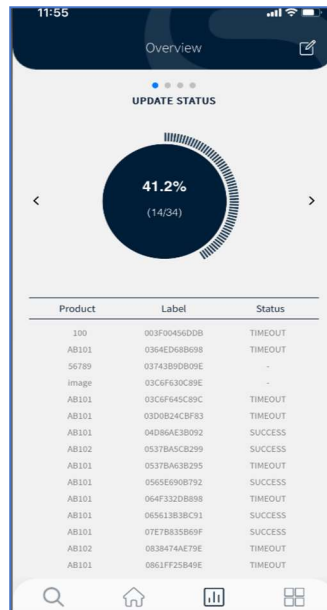 11:55
Overview
UPDATE STATUS
41.2%
(14/34)
Product Label Status
100 003F00456DDB TIMEOUT
AB101 0364ED68B698 TIMEOUT
56789 03743B9DB09E -
image 03C6F630C89E -
AB101 03C6F645C89C TIMEOUT
AB101 03D0B24CBF83 TIMEOUT
AB101 04D86AE3B092 SUCCESS
AB102 0537BA5CB299 SUCCESS
AB101 0537BA63B295 TIMEOUT
AB101 0565E690B792 SUCCESS
AB101 064F332DB898 TIMEOUT
AB101 065613B3BC91 SUCCESS
AB101 07E7B835B69F SUCCESS
AB102 0838474AE79E TIMEOUT
AB101 0861FF25B49E TIMEOUT